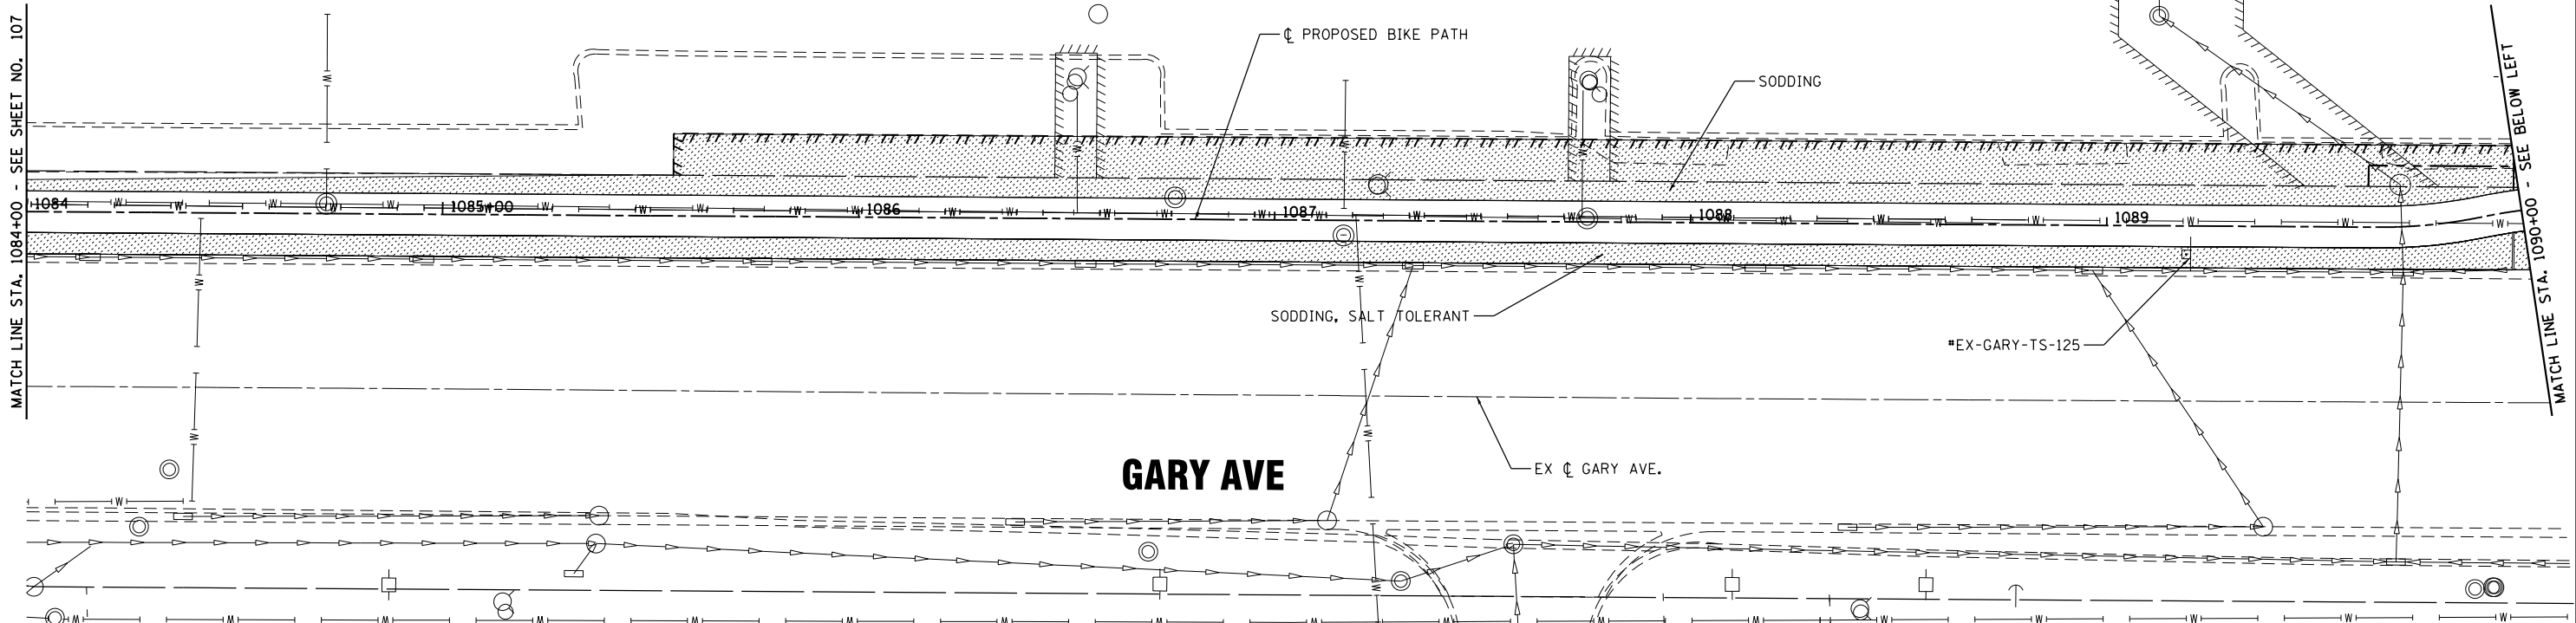 MATCH LINE STA. 1084+00 - SEE SHEET NO. 107
℄ PROPOSED BIKE PATH
SODDING
1084
1085+00
1086
1087
1088
1089
SODDING, SALT TOLERANT
#EX-GARY-TS-125
EX ℄ GARY AVE.
GARY AVE
MATCH LINE STA. 1090+00 - SEE BELOW LEFT